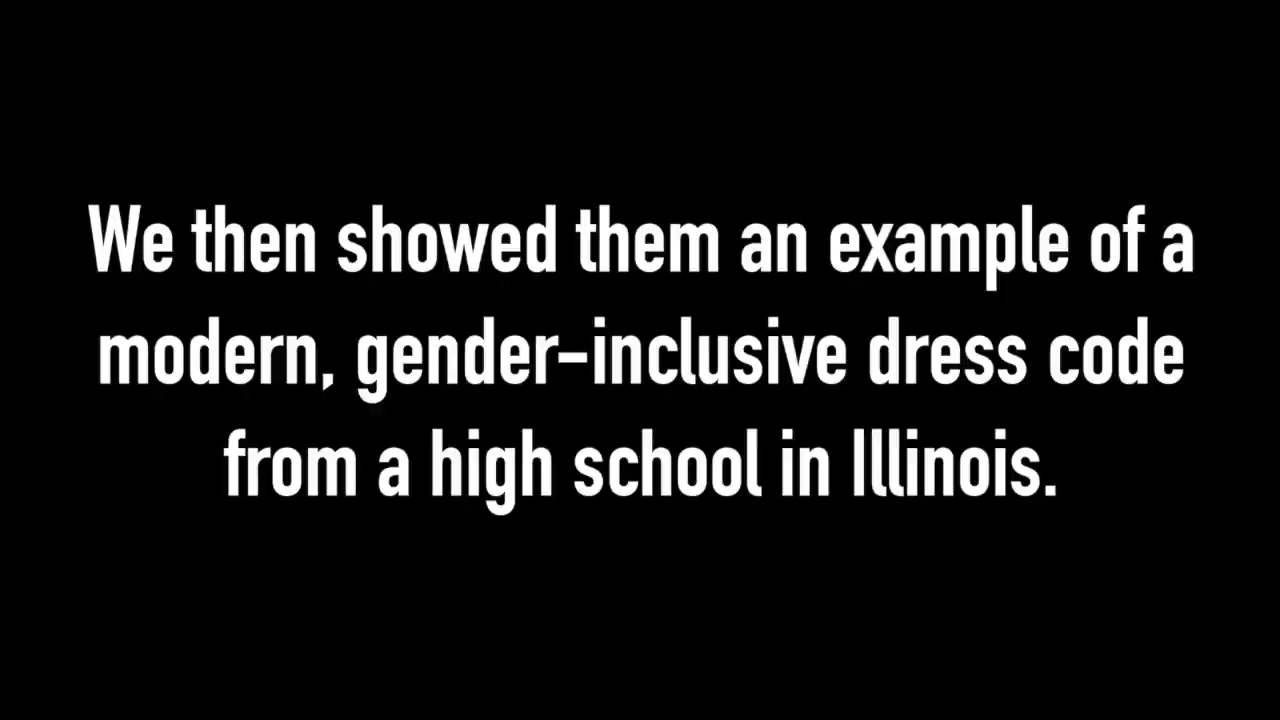 We then showed them an example of a
modern, gender-inclusive dress code
from a high school in Illinois.